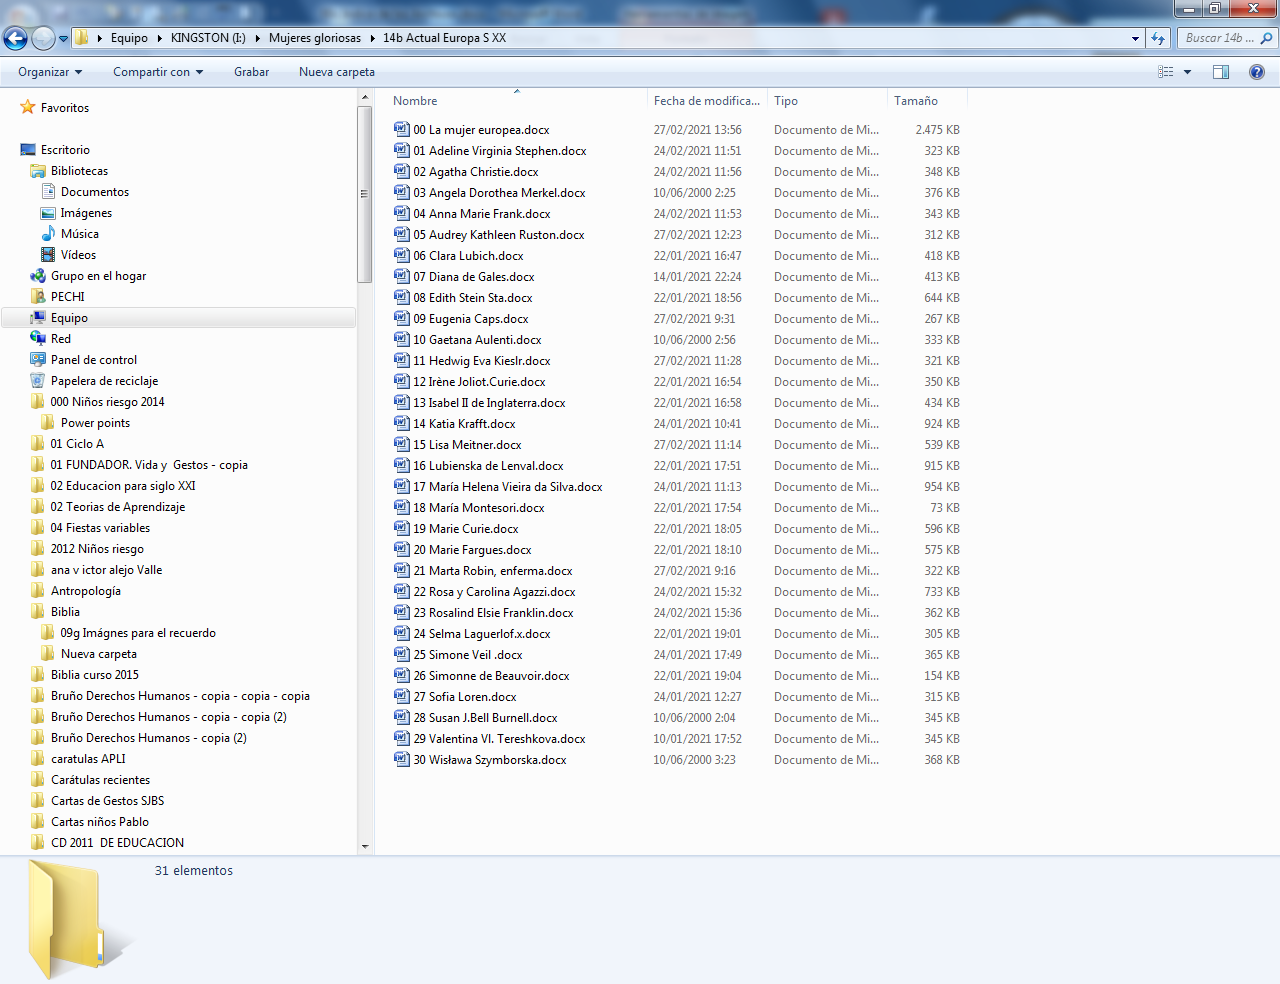 Equipo KINGSTON (I:) Mujeres gloriosas 14b Actual Europa S XX
Buscar 14b ...
Organizar Compartir con Grabar Nueva carpeta
Favoritos
Escritorio
Bibliotecas
Documentos
Imágenes
Música
Vídeos
Grupo en el hogar
PECHI
Equipo
Red
Panel de control
Papelera de reciclaje
000 Niños riesgo 2014
Power points
01 Ciclo A
01 FUNDADOR. Vida y Gestos - copia
02 Educacion para siglo XXI
02 Teorias de Aprendizaje
04 Fiestas variables
2012 Niños riesgo
ana v ictor alejo Valle
Antropología
Biblia
09g Imágnes para el recuerdo
Nueva carpeta
Biblia curso 2015
Bruño Derechos Humanos - copia - copia - copia
Bruño Derechos Humanos - copia - copia (2)
Bruño Derechos Humanos - copia (2)
caratulas APLI
Carátulas recientes
Cartas de Gestos SJBS
Cartas niños Pablo
CD 2011 DE EDUCACION
Nombre Fecha de modifica... Tipo Tamaño
00 La mujer europea.docx 27/02/2021 13:56 Documento de Mi... 2.475 KB
01 Adeline Virginia Stephen.docx 24/02/2021 11:51 Documento de Mi... 323 KB
02 Agatha Christie.docx 24/02/2021 11:56 Documento de Mi... 348 KB
03 Angela Dorothea Merkel.docx 10/06/2000 2:25 Documento de Mi... 376 KB
04 Anna Marie Frank.docx 24/02/2021 11:53 Documento de Mi... 343 KB
05 Audrey Kathleen Ruston.docx 27/02/2021 12:23 Documento de Mi... 312 KB
06 Clara Lubich.docx 22/01/2021 16:47 Documento de Mi... 418 KB
07 Diana de Gales.docx 14/01/2021 22:24 Documento de Mi... 413 KB
08 Edith Stein Sta.docx 22/01/2021 18:56 Documento de Mi... 644 KB
09 Eugenia Caps.docx 27/02/2021 9:31 Documento de Mi... 267 KB
10 Gaetana Aulenti.docx 10/06/2000 2:56 Documento de Mi... 333 KB
11 Hedwig Eva Kieslr.docx 27/02/2021 11:28 Documento de Mi... 321 KB
12 Irène Joliot.Curie.docx 22/01/2021 16:54 Documento de Mi... 350 KB
13 Isabel II de Inglaterra.docx 22/01/2021 16:58 Documento de Mi... 434 KB
14 Katia Krafft.docx 24/01/2021 10:41 Documento de Mi... 924 KB
15 Lisa Meitner.docx 27/02/2021 11:14 Documento de Mi... 539 KB
16 Lubienska de Lenval.docx 22/01/2021 17:51 Documento de Mi... 915 KB
17 María Helena Vieira da Silva.docx 24/01/2021 11:13 Documento de Mi... 954 KB
18 María Montesori.docx 22/01/2021 17:54 Documento de Mi... 73 KB
19 Marie Curie.docx 22/01/2021 18:05 Documento de Mi... 596 KB
20 Marie Fargues.docx 22/01/2021 18:10 Documento de Mi... 575 KB
21 Marta Robin, enferma.docx 27/02/2021 9:16 Documento de Mi... 322 KB
22 Rosa y Carolina Agazzi.docx 24/02/2021 15:32 Documento de Mi... 733 KB
23 Rosalind Elsie Franklin.docx 24/02/2021 15:36 Documento de Mi... 362 KB
24 Selma Laguerlof.x.docx 22/01/2021 19:01 Documento de Mi... 305 KB
25 Simone Veil .docx 24/01/2021 17:49 Documento de Mi... 365 KB
26 Simonne de Beauvoir.docx 22/01/2021 19:04 Documento de Mi... 154 KB
27 Sofia Loren.docx 24/01/2021 12:27 Documento de Mi... 315 KB
28 Susan J.Bell Burnell.docx 10/06/2000 2:04 Documento de Mi... 345 KB
29 Valentina Vl. Tereshkova.docx 10/01/2021 17:52 Documento de Mi... 345 KB
30 Wisława Szymborska.docx 10/06/2000 3:23 Documento de Mi... 368 KB
31 elementos